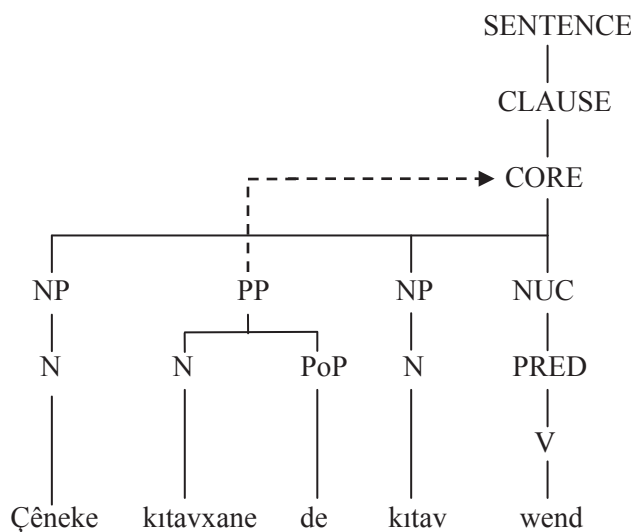 SENTENCE
CLAUSE
CORE
NP PP NP NUC
N N PoP N PRED
V
Çêneke kıtavxane de kıtav wend